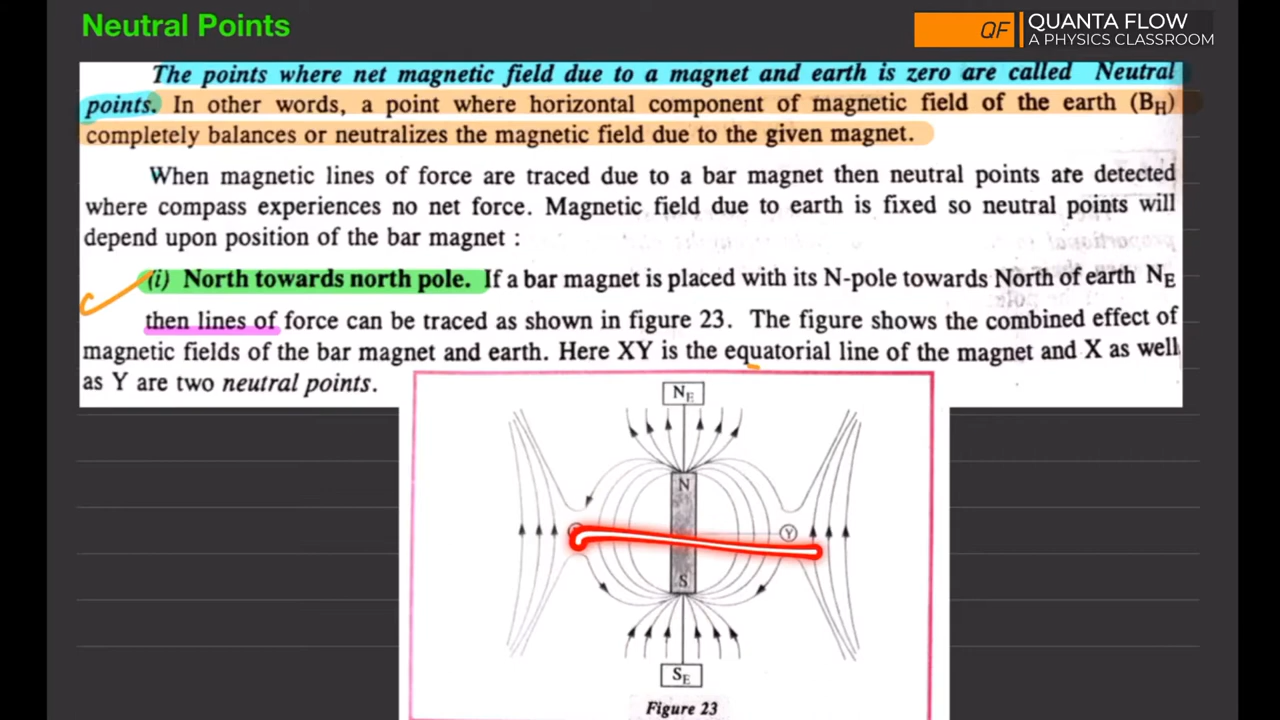 Neutral Points
QF
QUANTA FLOW
A PHYSICS CLASSROOM
The points where net magnetic field due to a magnet and earth is zero are called Neutral
points. In other words, a point where horizontal component of magnetic field of the earth (BH)
completely balances or neutralizes the magnetic field due to the given magnet.
When magnetic lines of force are traced due to a bar magnet then neutral points are detected
where compass experiences no net force. Magnetic field due to earth is fixed so neutral points will
depend upon position of the bar magnet :
(i) North towards north pole. If a bar magnet is placed with its N-pole towards North of earth NE
then lines of force can be traced as shown in figure 23. The figure shows the combined effect of
magnetic fields of the bar magnet and earth. Here XY is the equatorial line of the magnet and X as well
as Y are two neutral points.
NE
N
Y
S
SE
Figure 23